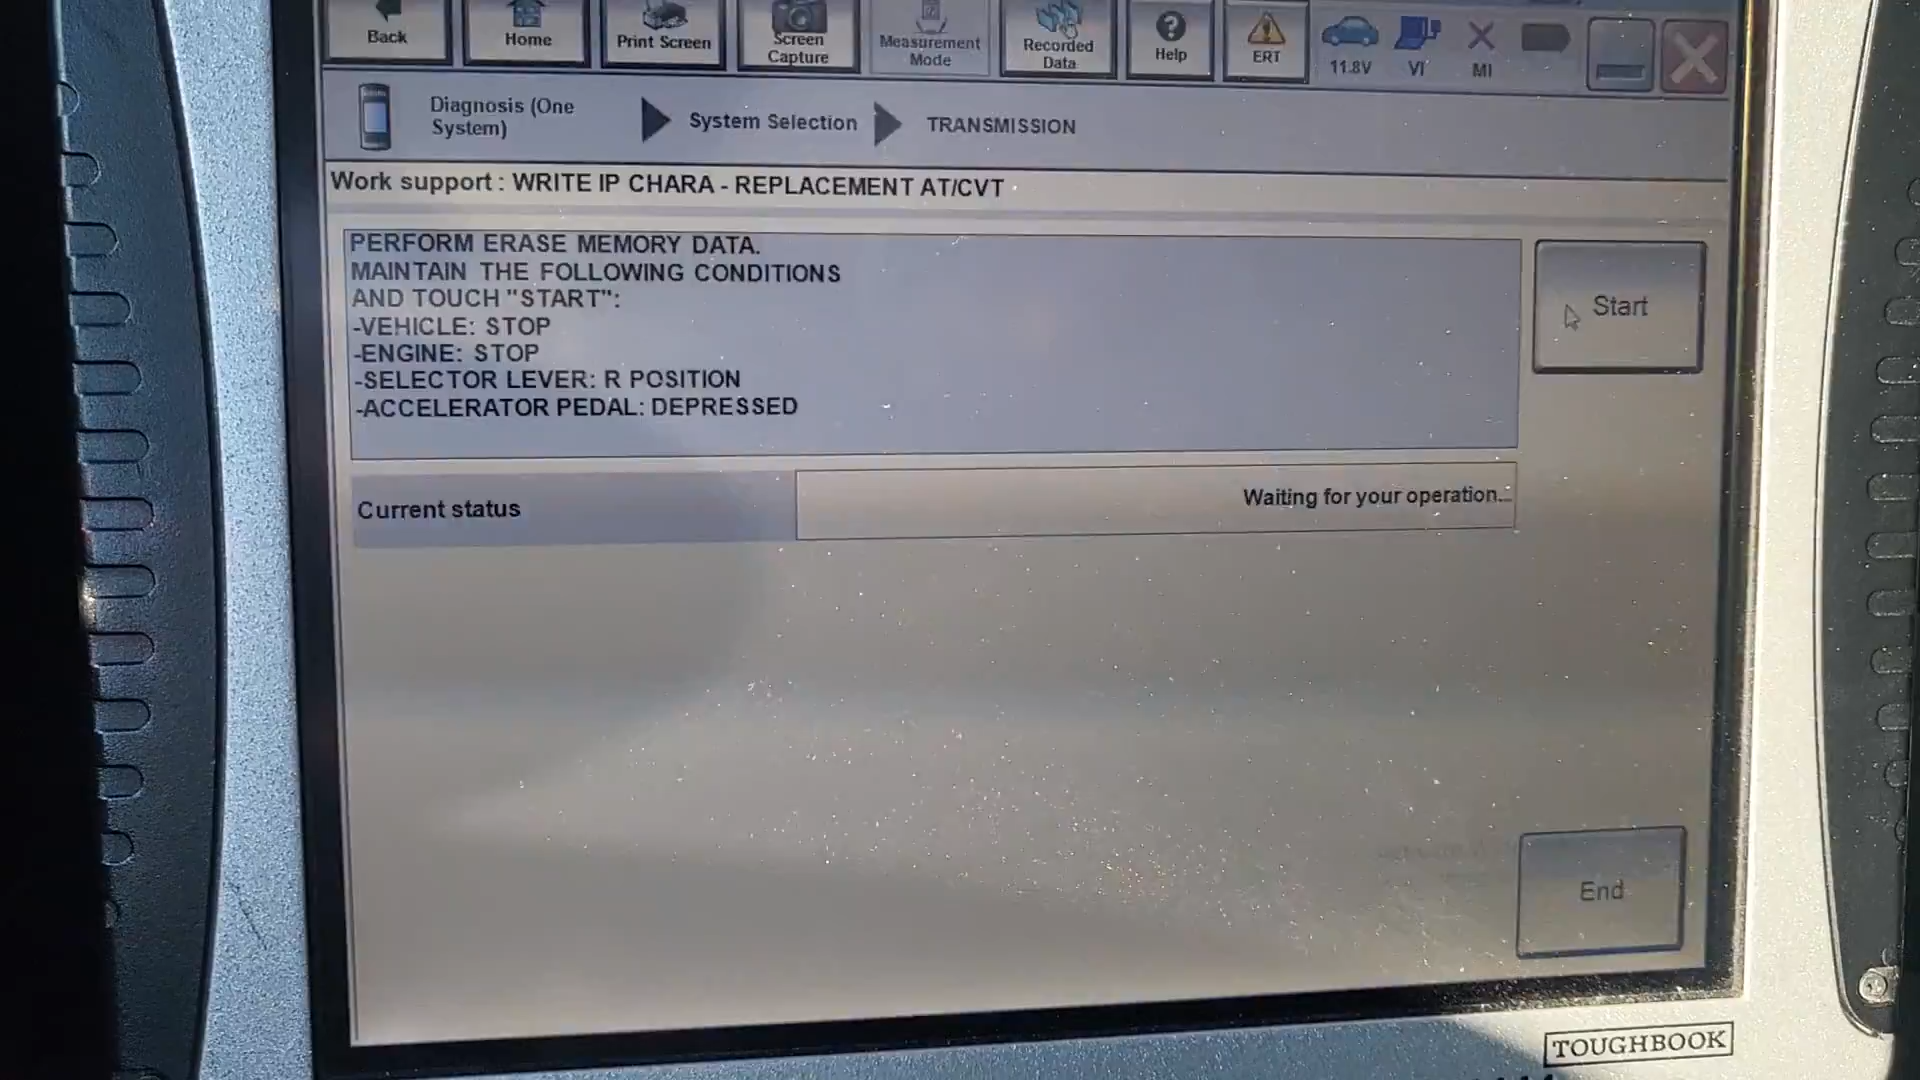 Back
Home
Print Screen
Screen
Capture
Measurement
Mode
Recorded
Data
Help
ERT
11.8V
VI
MI
Diagnosis (One
System)
System Selection
TRANSMISSION
Work support : WRITE IP CHARA - REPLACEMENT AT/CVT
PERFORM ERASE MEMORY DATA.
MAINTAIN THE FOLLOWING CONDITIONS
AND TOUCH "START":
-VEHICLE: STOP
-ENGINE: STOP
-SELECTOR LEVER: R POSITION
-ACCELERATOR PEDAL: DEPRESSED
Start
Current status
Waiting for your operation...
End
TOUGHBOOK